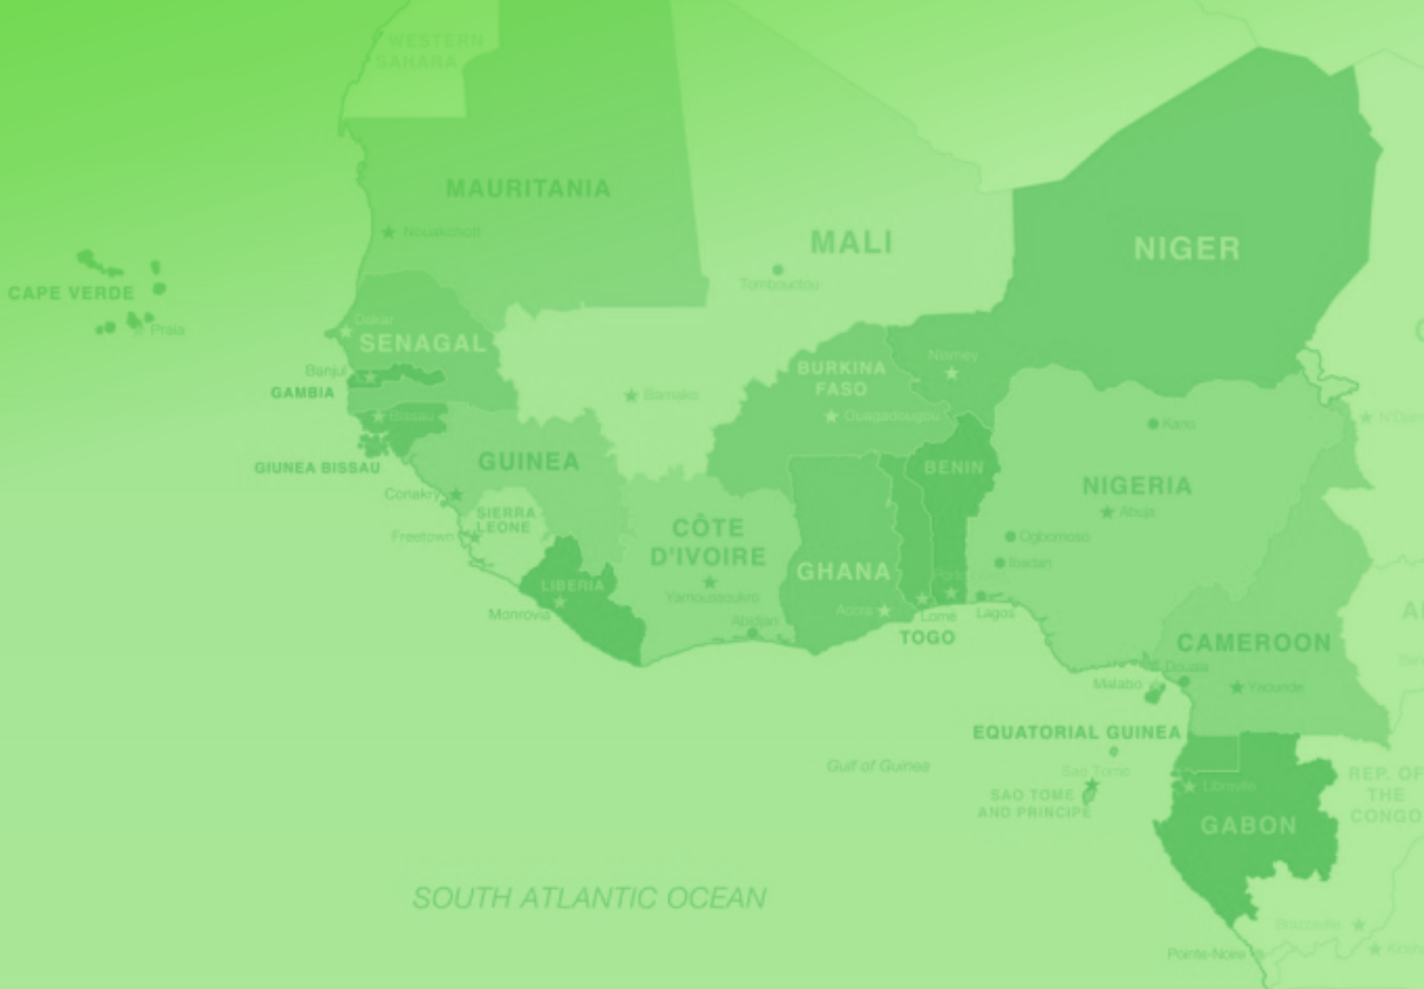 WESTERN
SAHARA
MAURITANIA
Nouakchott
MALI
Tombouctou
NIGER
CAPE VERDE
Praia
Dakar
SENAGAL
Banjul
GAMBIA
Bissau
GIUNEA BISSAU
GUINEA
Conakry
SIERRA
LEONE
Freetown
LIBERIA
Monrovia
Bamako
BURKINA
FASO
Ouagadougou
Niamey
CÔTE
D'IVOIRE
Yamoussoukro
Abidjan
GHANA
Accra
BENIN
Lomé
TOGO
Lagos
Kano
NIGERIA
Abuja
Ogbomoso
Ibadan
CAMEROON
Douala
Malabo
Yaounde
EQUATORIAL GUINEA
Gulf of Guinea
Sao Tome
SAO TOME
AND PRINCIPE
Libreville
GABON
REP. OF
THE
CONGO
SOUTH ATLANTIC OCEAN
Brazzaville
Pointe-Noire